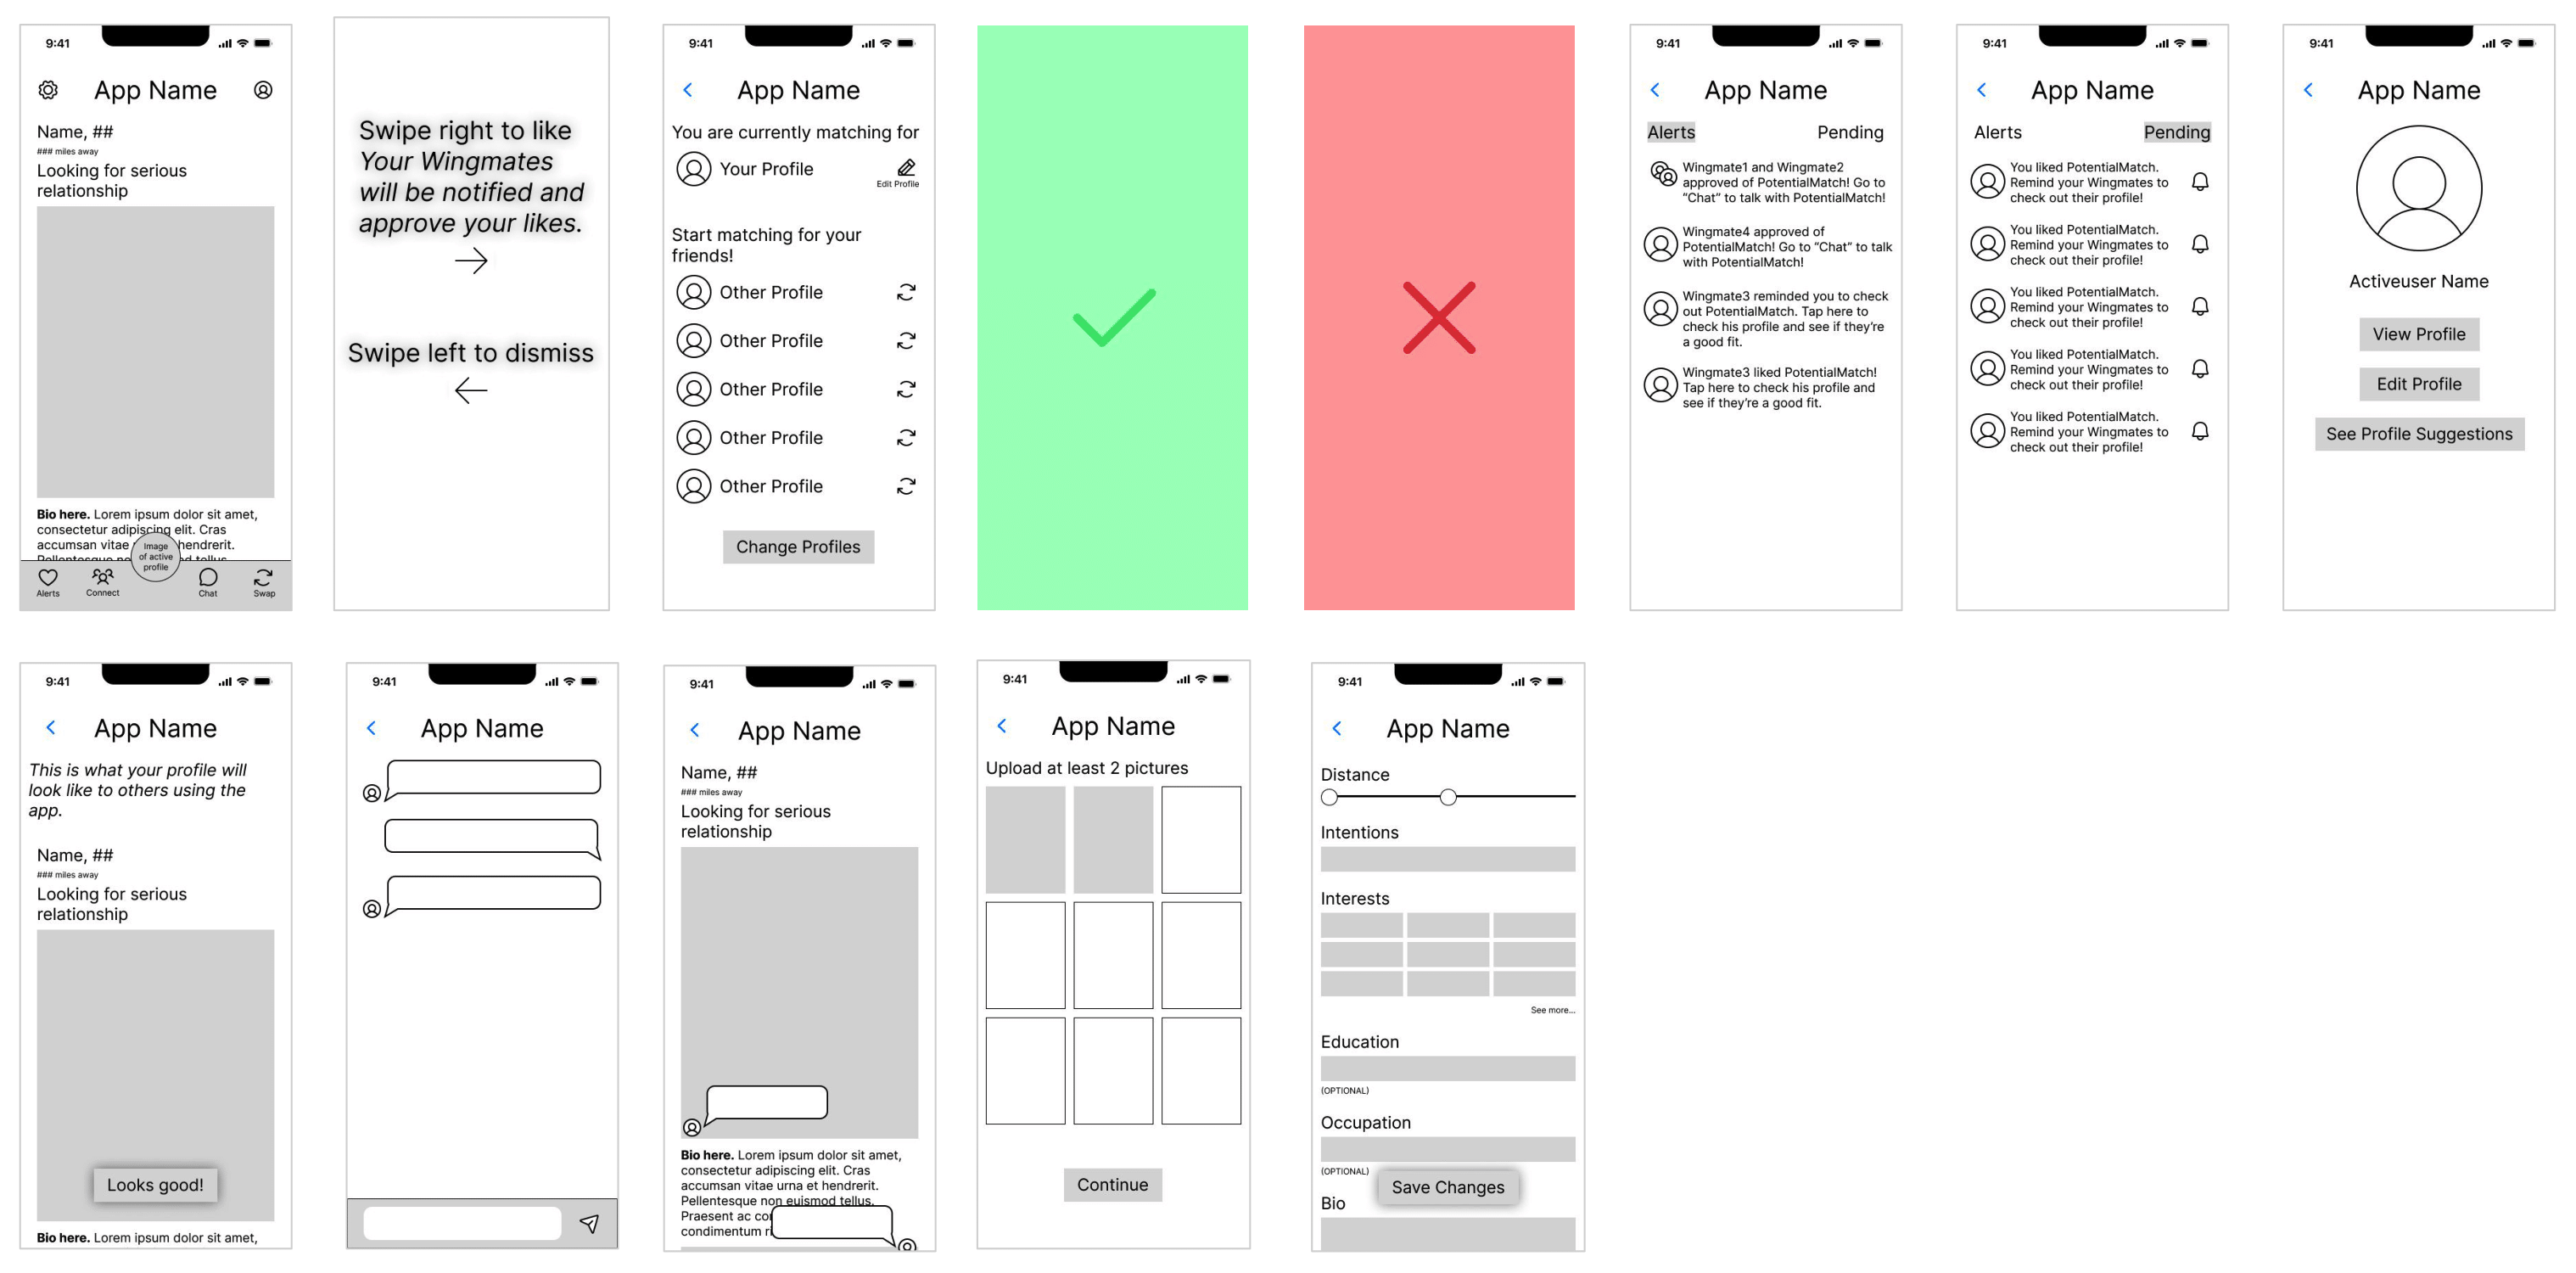 9:41
App Name
Name, ##
### miles away
Looking for serious
relationship
Bio here. Lorem ipsum dolor sit amet,
consectetur adipiscing elit. Cras
accumsan vitae hendrerit.
Image
of active
profile
Alerts
Connect
Chat
Swap
Swipe right to like
Your Wingmates
will be notified and
approve your likes.
Swipe left to dismiss
9:41
App Name
You are currently matching for
Your Profile
Edit Profile
Start matching for your
friends!
Other Profile
Other Profile
Other Profile
Other Profile
Other Profile
Change Profiles
9:41
App Name
Alerts
Pending
Wingmate1 and Wingmate2
approved of PotentialMatch! Go to
“Chat” to talk with PotentialMatch!
Wingmate4 approved of
PotentialMatch! Go to “Chat” to talk
with PotentialMatch!
Wingmate3 reminded you to check
out PotentialMatch. Tap here to
check his profile and see if they’re
a good fit.
Wingmate3 liked PotentialMatch!
Tap here to check his profile and
see if they’re a good fit.
9:41
App Name
Alerts
Pending
You liked PotentialMatch.
Remind your Wingmates to
check out their profile!
You liked PotentialMatch.
Remind your Wingmates to
check out their profile!
You liked PotentialMatch.
Remind your Wingmates to
check out their profile!
You liked PotentialMatch.
Remind your Wingmates to
check out their profile!
You liked PotentialMatch.
Remind your Wingmates to
check out their profile!
9:41
App Name
Activeuser Name
View Profile
Edit Profile
See Profile Suggestions
9:41
App Name
This is what your profile will
look like to others using the
app.
Name, ##
### miles away
Looking for serious
relationship
Looks good!
Bio here. Lorem ipsum dolor sit amet,
9:41
App Name
9:41
App Name
Name, ##
### miles away
Looking for serious
relationship
Bio here. Lorem ipsum dolor sit amet,
consectetur adipiscing elit. Cras
accumsan vitae urna et hendrerit.
Pellentesque non euismod tellus.
Praesent ac
condimentum
9:41
App Name
Upload at least 2 pictures
Continue
9:41
App Name
Distance
Intentions
Interests
See more...
Education
(OPTIONAL)
Occupation
(OPTIONAL)
Save Changes
Bio